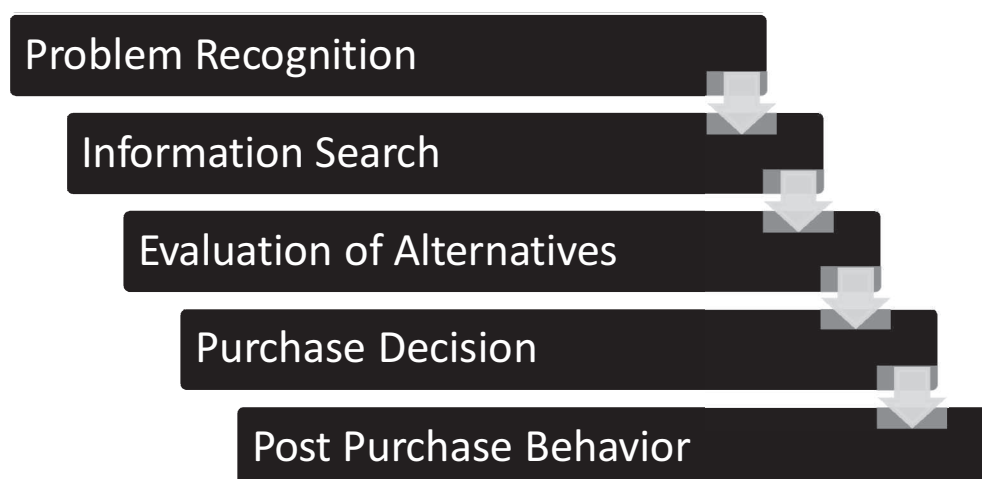 Problem Recognition
Information Search
Evaluation of Alternatives
Purchase Decision
Post Purchase Behavior